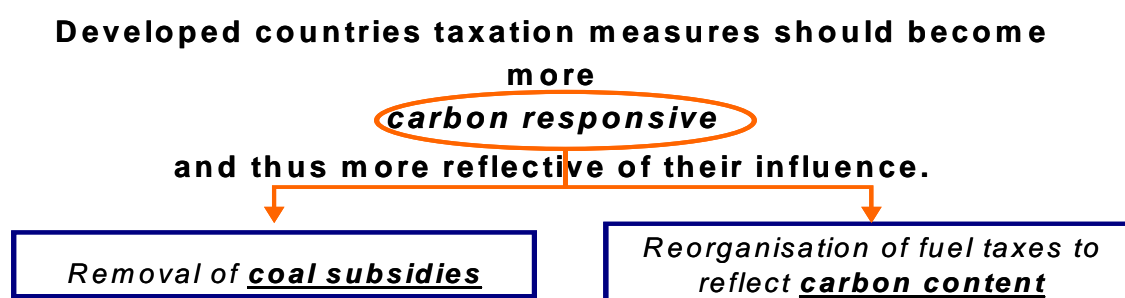 Developed countries taxation measures should become
more
carbon responsive
and thus more reflective of their influence.
Removal of coal subsidies
Reorganisation of fuel taxes to
reflect carbon content